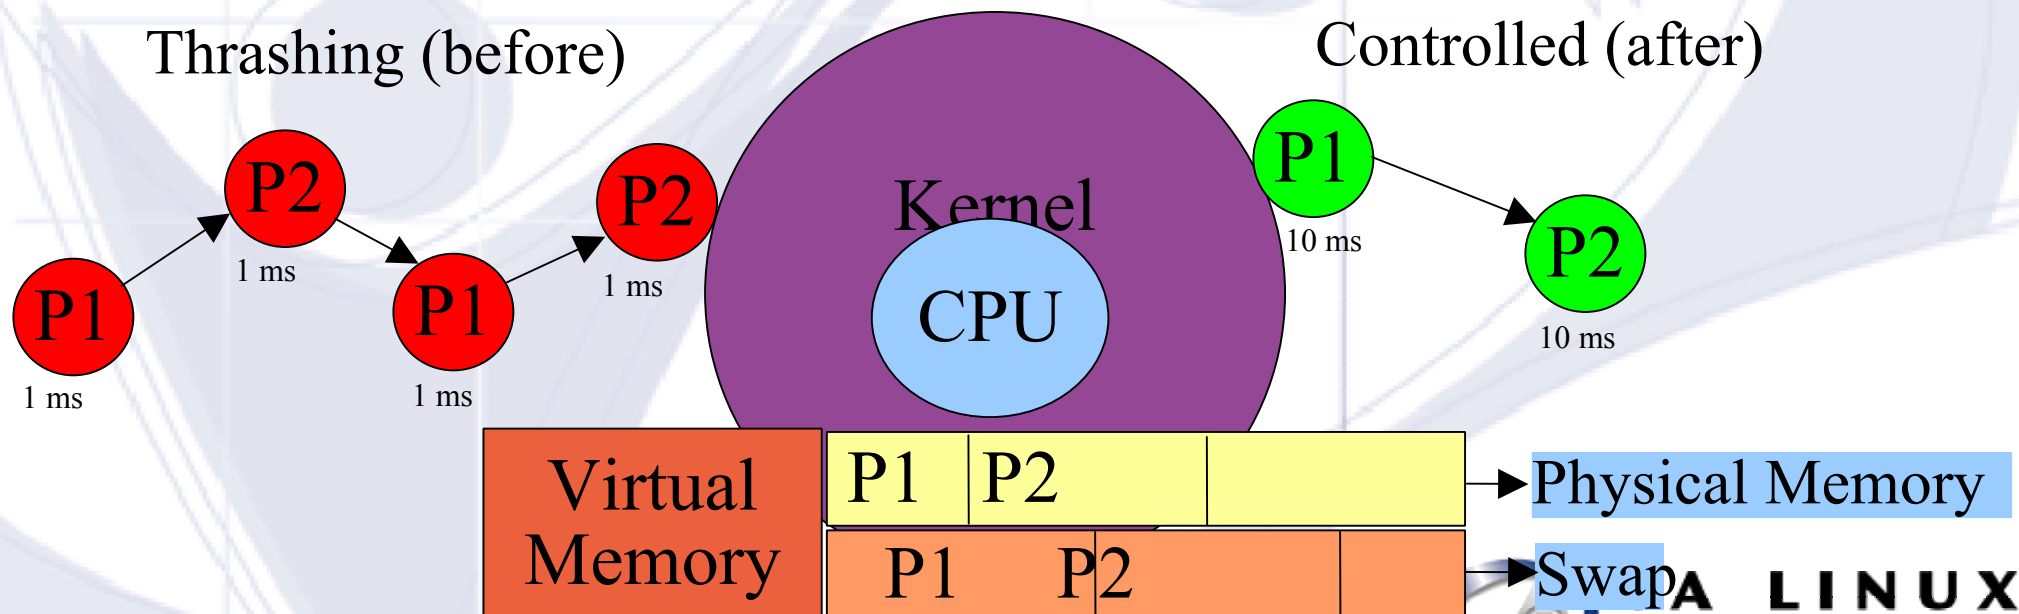 Thrashing (before)
Controlled (after)
P1
1 ms
P2
1 ms
P1
1 ms
P2
1 ms
Kernel
CPU
P1
10 ms
P2
10 ms
Virtual
Memory
P1
P2
Physical Memory
P1
P2
Swap
A LINUX